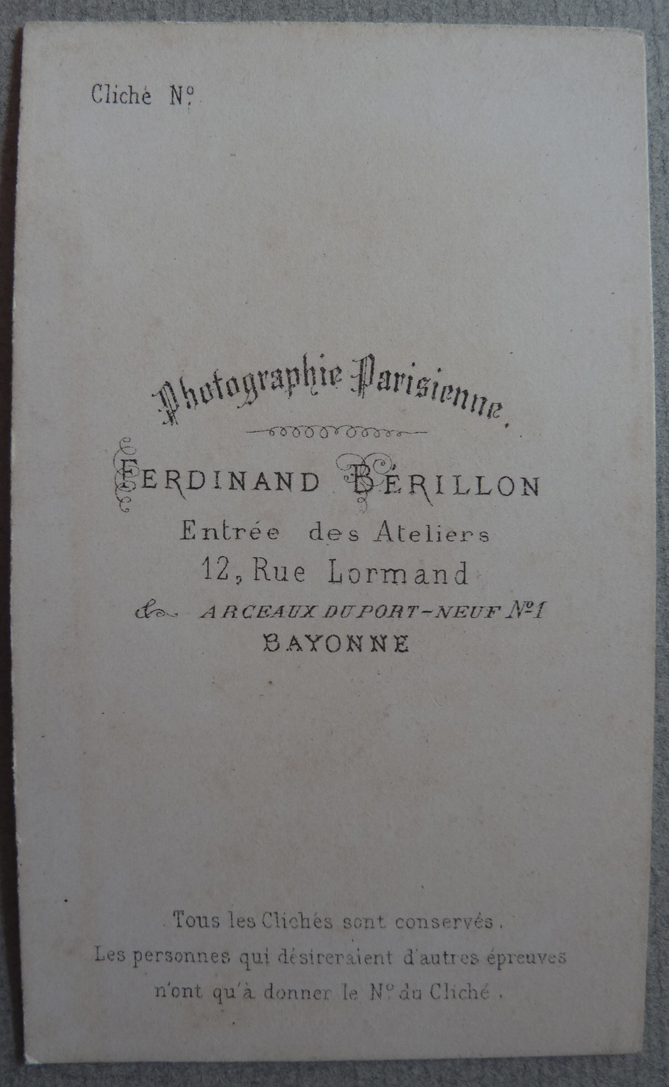 Cliché Nº
Photographie Parisienne.
FERDINAND BÉRILLON
Entrée des Ateliers
12, Rue Lormand
& ARCEAUX DU PORT-NEUF Nº 1
BAYONNE
Tous les Clichés sont conservés.
Les personnes qui désireraient d'autres épreuves
n'ont qu'à donner le Nº du Cliché.